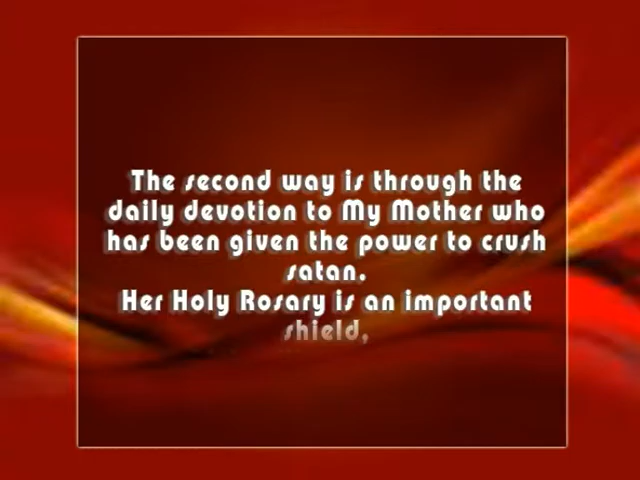 The second way is through the
daily devotion to My Mother who
has been given the power to crush
satan.
Her Holy Rosary is an important
shield,